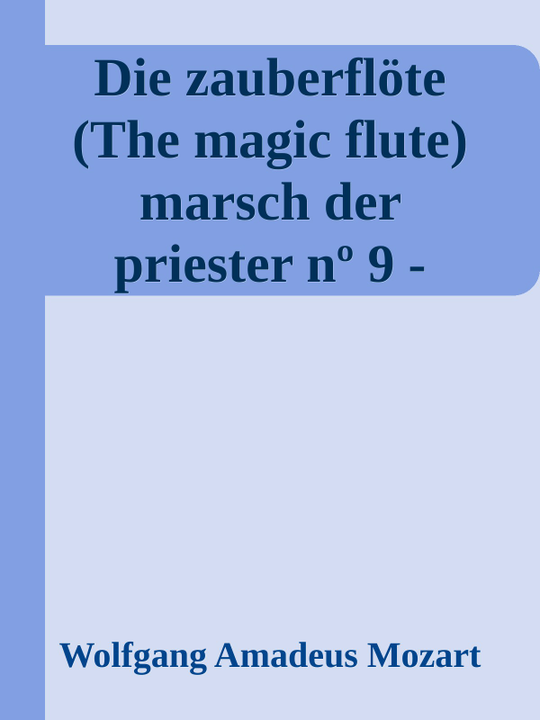 Die zauberflöte
(The magic flute)
marsch der
priester nº 9 -
Wolfgang Amadeus Mozart